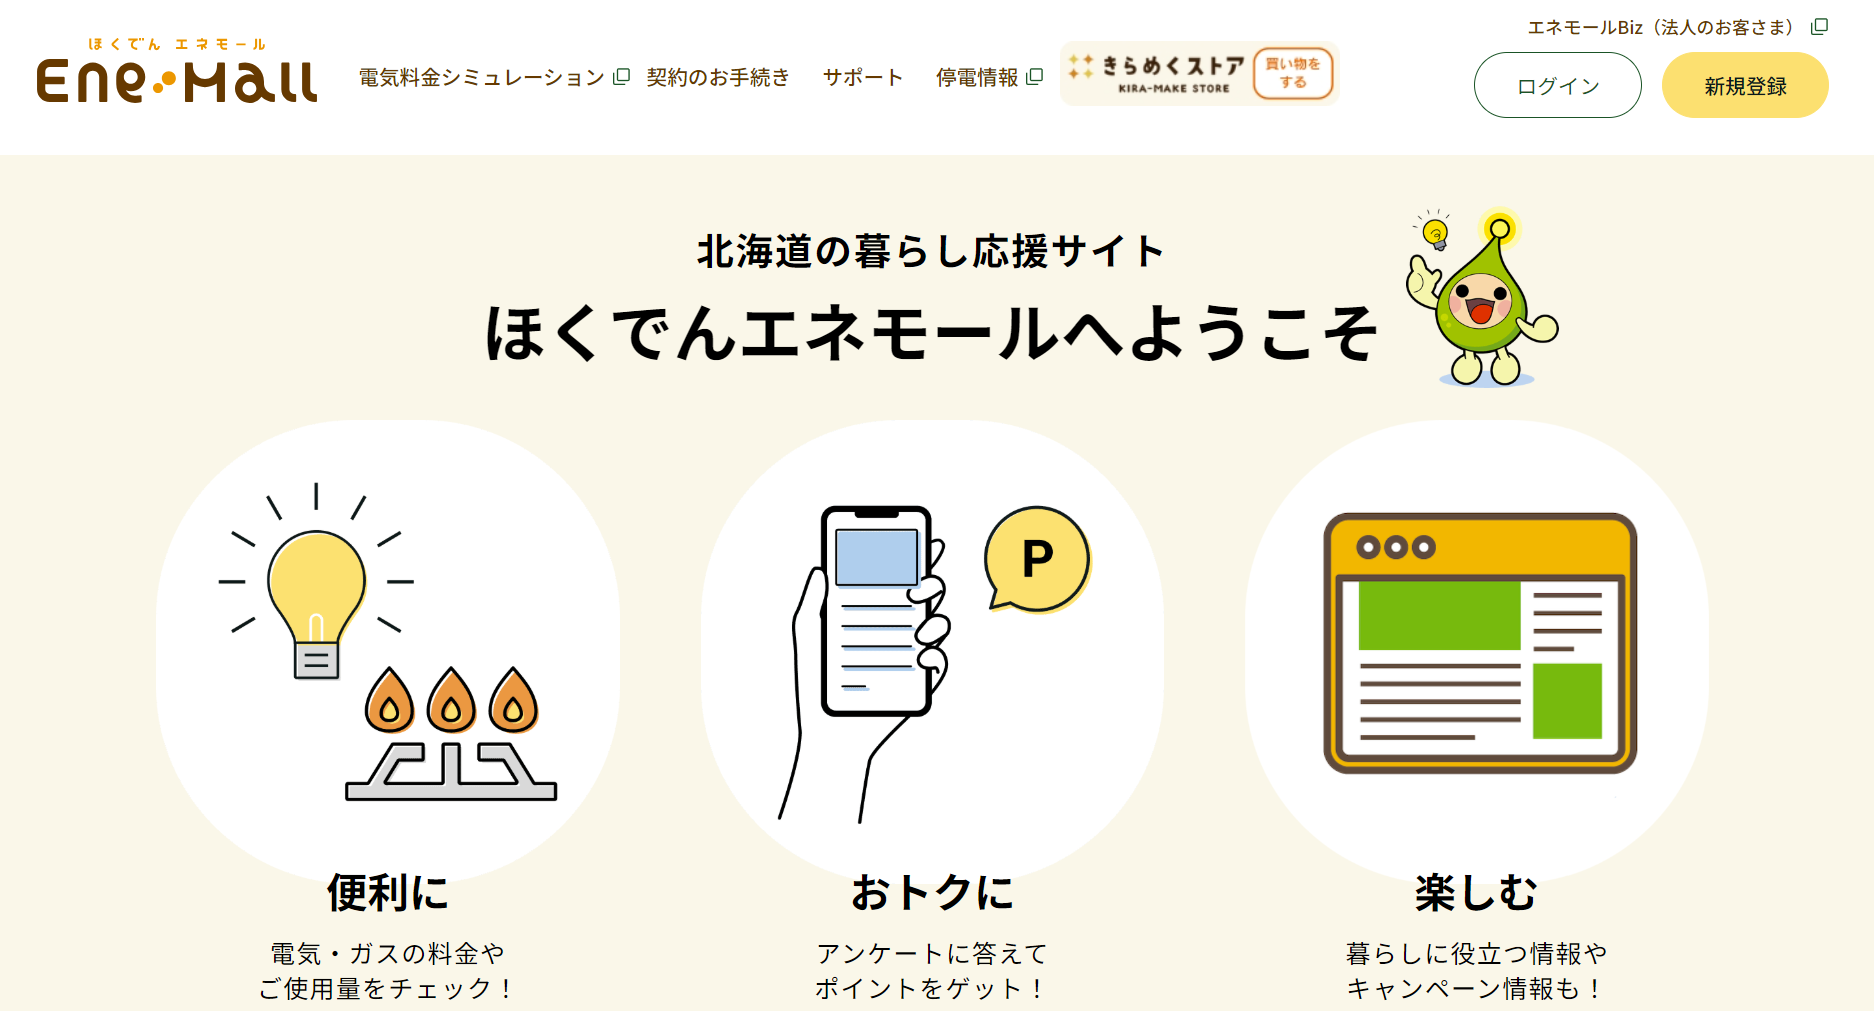 ほくでん エネモール
Ene・Mall
電気料金シミュレーション
契約のお手続き
サポート
停電情報
きらめくストア
KIRA-MAKE STORE
買い物を
する
エネモールBiz（法人のお客さま）
ログイン
新規登録
北海道の暮らし応援サイト
ほくでんエネモールへようこそ
P
便利に
電気・ガスの料金や
ご使用量をチェック！
おトクに
アンケートに答えて
ポイントをゲット！
楽しむ
暮らしに役立つ情報や
キャンペーン情報も！